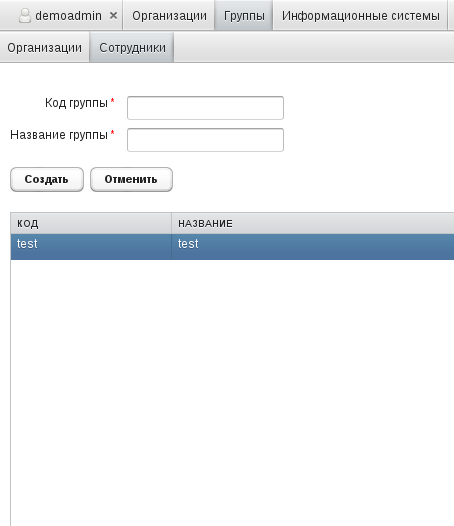 demoadmin Организации Группы Информационные системы
Организации Сотрудники
Код группы *
Название группы *
Создать Отменить
КОД НАЗВАНИЕ
test test